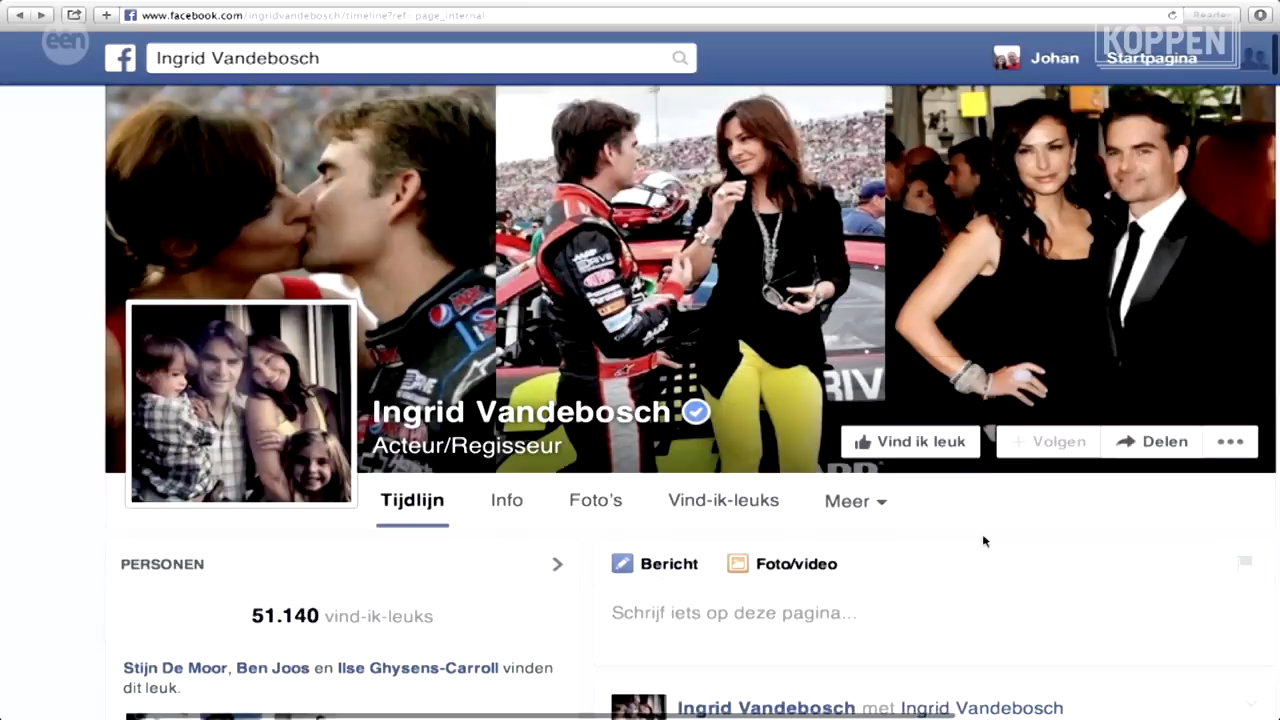 www.facebook.com/ingridvandebosch/timeline?ref=page_internal
Reader
een
KOPPEN
f
Ingrid Vandebosch
Johan
Startpagina
DRIVE
Ingrid Vandebosch
Acteur/Regisseur
Vind ik leuk
+ Volgen
Delen
Tijdlijn
Info
Foto's
Vind-ik-leuks
Meer
PERSONEN
51.140 vind-ik-leuks
Stijn De Moor, Ben Joos en Ilse Ghysens-Carroll vinden
dit leuk.
Bericht
Foto/video
Schrijf iets op deze pagina...
Ingrid Vandebosch met Ingrid Vandebosch